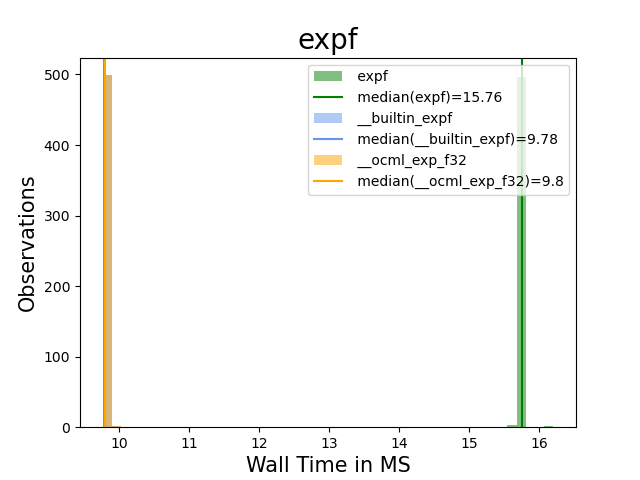 expf
500
400
300
200
100
0
Observations
expf
median(expf)=15.76
__builtin_expf
median(__builtin_expf)=9.78
__ocml_exp_f32
median(__ocml_exp_f32)=9.8
10 11 12 13 14 15 16
Wall Time in MS